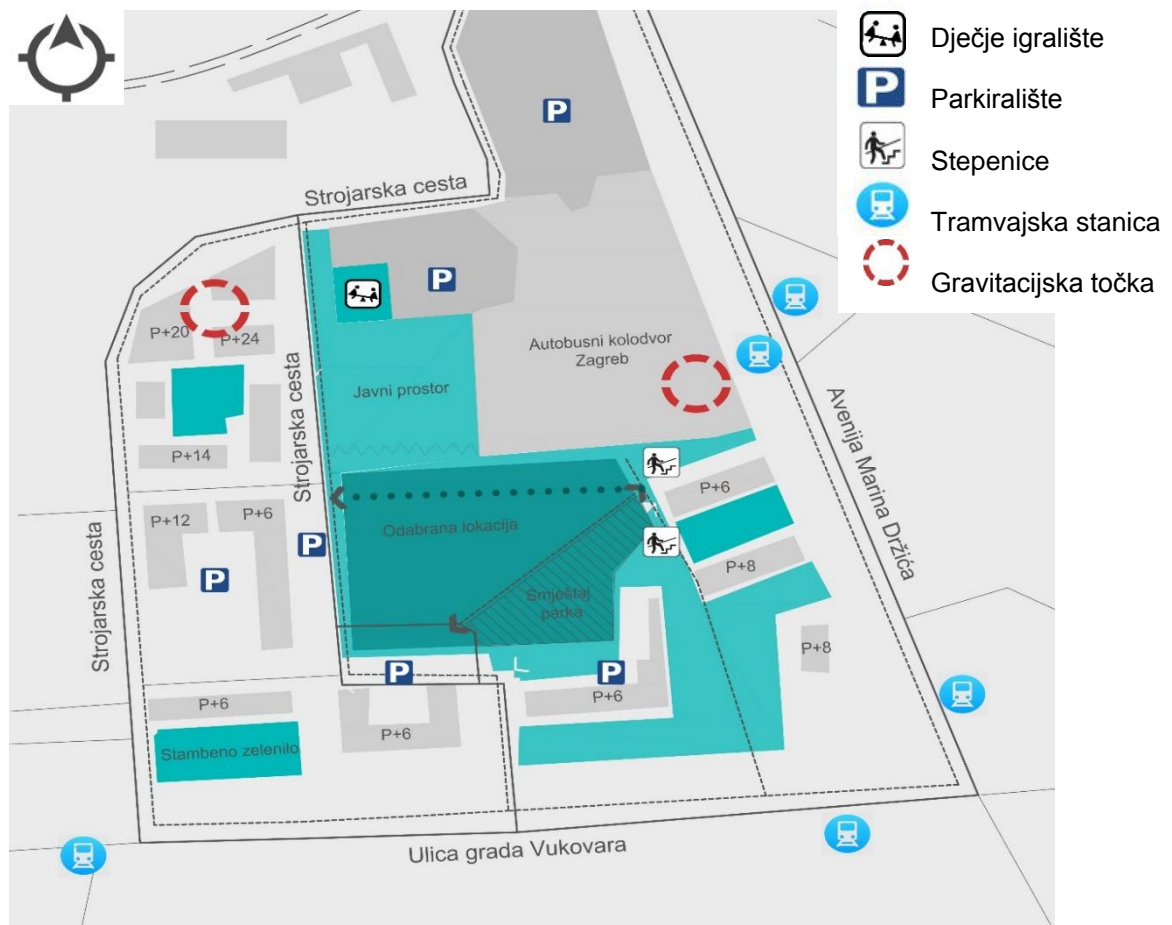 Dječje igralište
P
Parkiralište
Stepenice
Tramvajska stanica
Gravitacijska točka
P
Strojarska cesta
P
P+20
P+24
Autobusni kolodvor
Zagreb
Javni prostor
Strojarska cesta
Avenija Marina Držića
P+14
P+6
P+12
P+6
Odabrana lokacija
P
P
P+8
Strojarska cesta
Smještaj
parka
P+8
P
P
P+6
P+6
P+6
Stambeno zelenilo
Ulica grada Vukovara